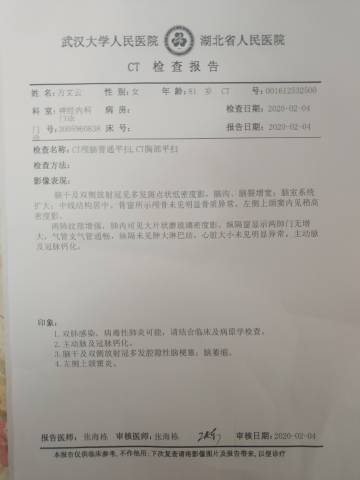 武汉大学人民医院 湖北省人民医院
CT 检查报告
姓 名:方文云 性 别:女 年 龄:81 岁 CT 号:001612332500
科 室:神经内科门诊 病 房: 检查日期:2020-02-04
门诊号:3005960838 床 号: 报告日期:2020-02-04
检查名称:CT颅脑普通平扫,CT胸部平扫
检查方法:
影像表现:
脑干及双侧放射冠见多发斑点状低密度影。脑沟、脑裂增宽;脑室系统
扩大;中线结构居中。骨窗所示颅骨未见明显骨质异常。左侧上颌窦内见稍高
密度影。
两肺纹理增强,肺内可见大片状磨玻璃密度影。纵隔窗显示两肺门无增
大,气管支气管通畅,纵隔未见肿大淋巴结。心脏大小未见明显异常。主动脉
及冠脉钙化。
印象:
1.双肺感染,病毒性肺炎可能,请结合临床及病原学检查。
2.主动脉及冠脉钙化。
3.脑干及双侧放射冠多发腔隙性脑梗塞;脑萎缩。
4.左侧上颌窦炎。
报告医师:张海栋 审核医师:张海栋 审核日期:2020-02-04
本报告仅供临床参考,不作他用;下次复查请将影像图片及报告带来,以便诊疗